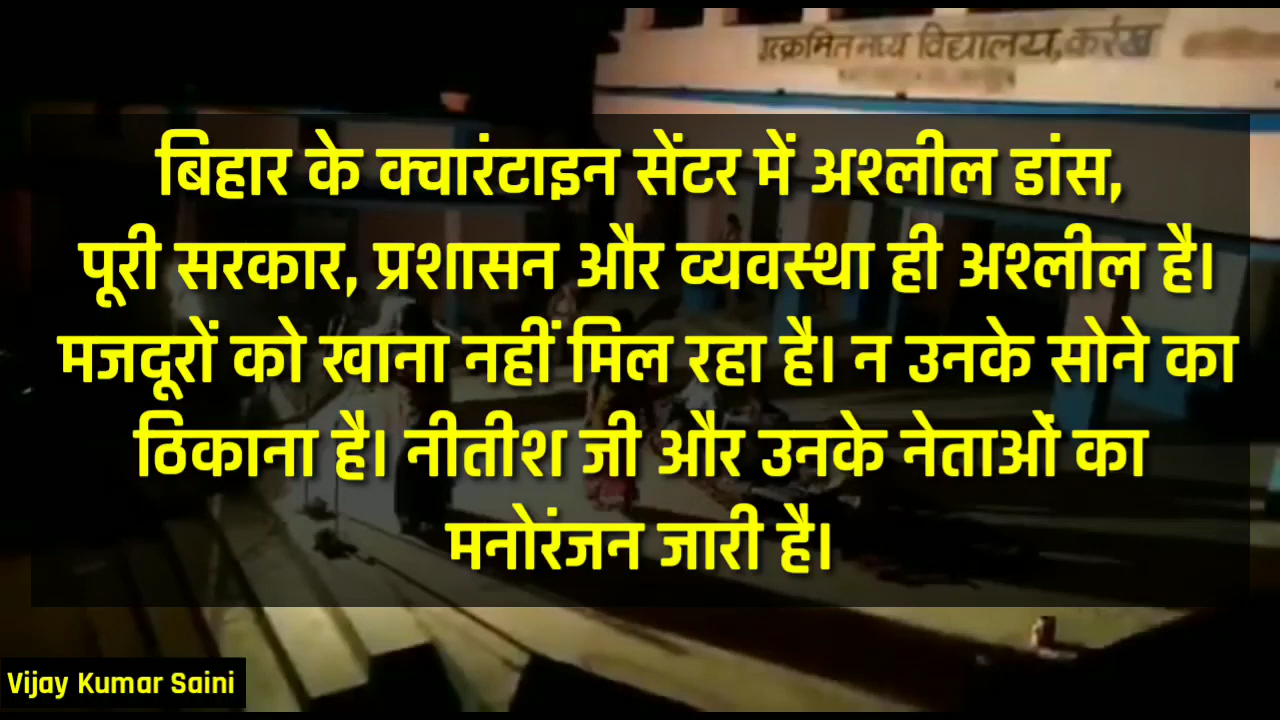 उत्क्रमित मध्य विद्यालय, करंख
बिहार के क्वारंटाइन सेंटर में अश्लील डांस,
पूरी सरकार, प्रशासन और व्यवस्था ही अश्लील है।
मजदूरों को खाना नहीं मिल रहा है। न उनके सोने का
ठिकाना है। नीतीश जी और उनके नेताओं का
मनोरंजन जारी है।
Vijay Kumar Saini